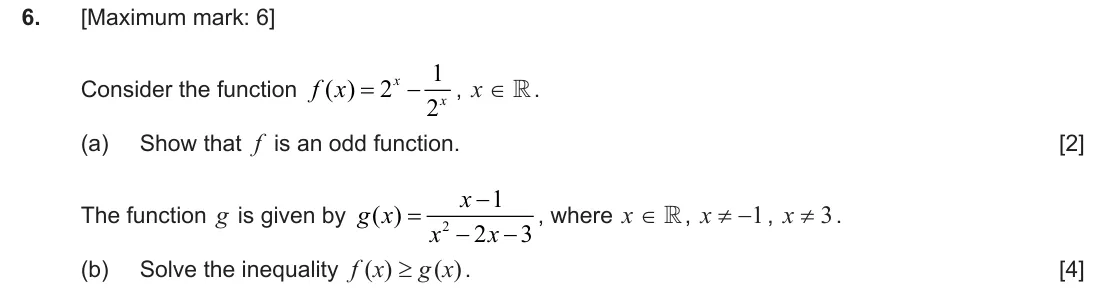 6. [Maximum mark: 6]
Consider the function f(x) = 2^x − 1/2^x, x ∈ ℝ.
(a) Show that f is an odd function. [2]
The function g is given by g(x) = (x−1)/(x^2 − 2x − 3), where x ∈ ℝ, x ≠ −1, x ≠ 3.
(b) Solve the inequality f(x) ≥ g(x). [4]